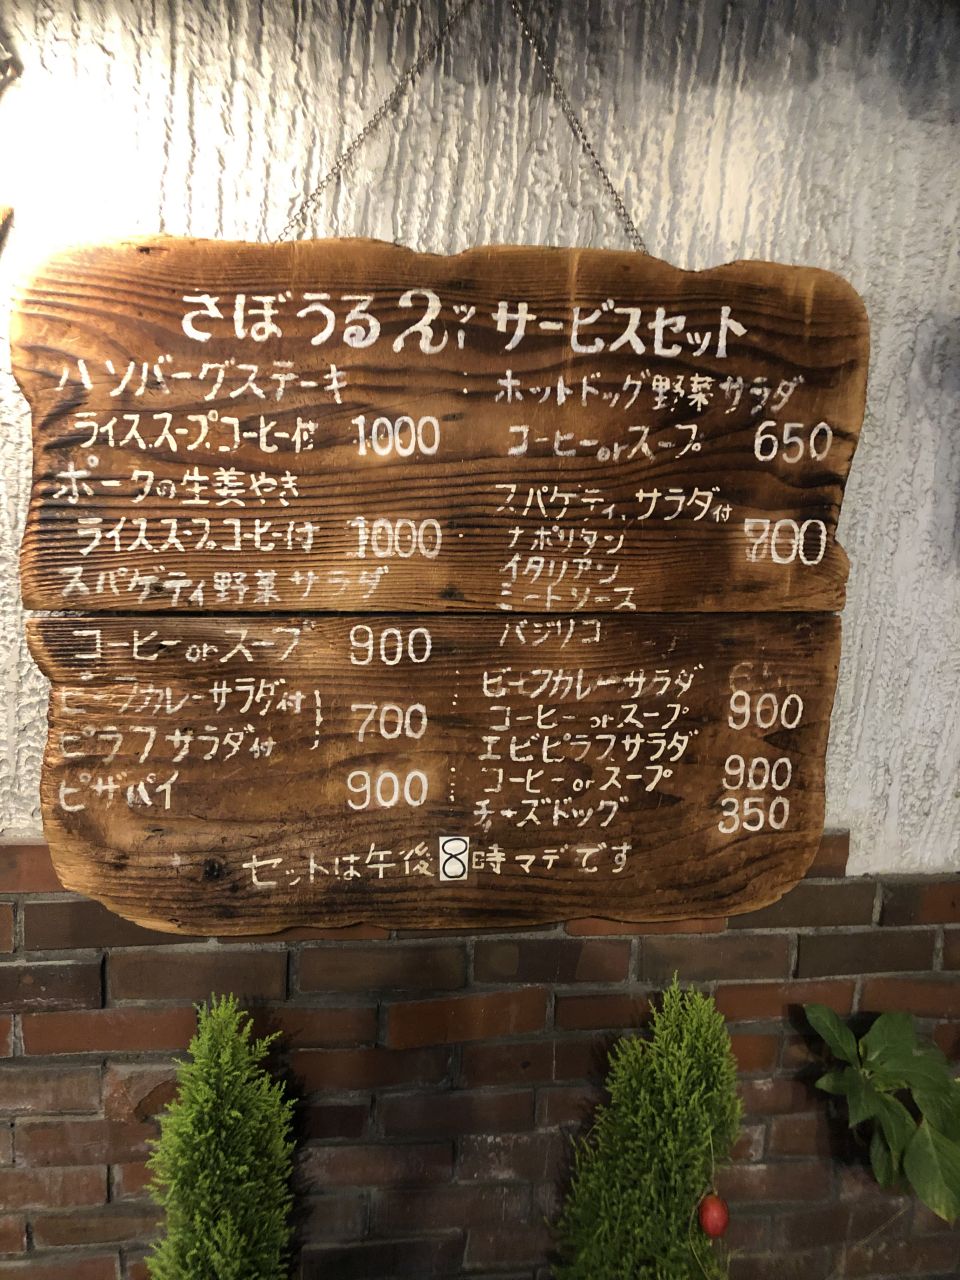 さぼうる2ッー サービスセット
ハンバーグステーキ
ライス.スープ.コーヒー付 1000
ポークの生姜やき
ライス.スープ.コーヒー付 1000
スパゲティ野菜サラダ
コーヒー or スープ 900
ビーフカレーサラダ付
ピラフサラダ付 700
ピザパイ 900
ホットドッグ野菜サラダ
コーヒー or スープ 650
スパゲティ、サラダ付
ナポリタン 700
イタリアン
ミートソース
バジリコ
ビーフカレーサラダ
コーヒー or スープ 900
エビピラフサラダ
コーヒー or スープ 900
チーズドッグ 350
セットは午後8時マデです